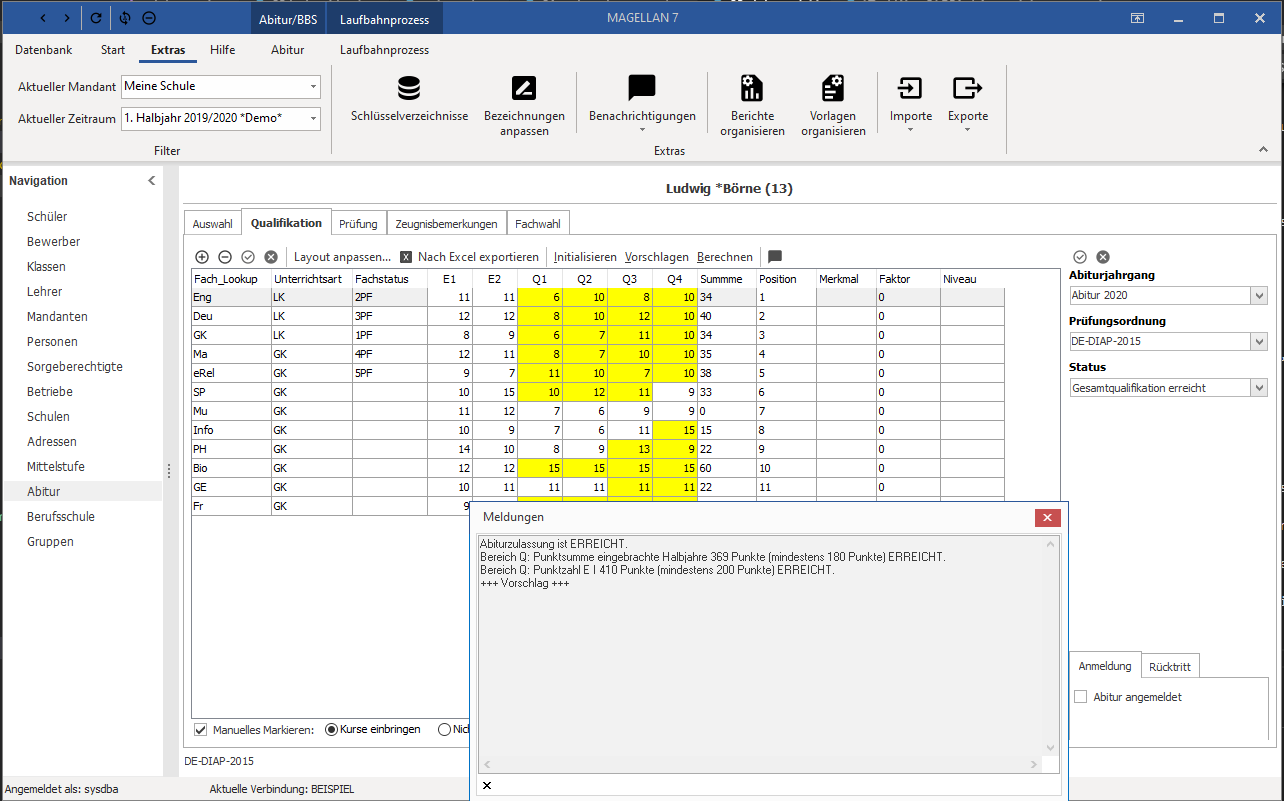 Abitur/BBS Laufbahnprozess MAGELLAN 7
Datenbank Start Extras Hilfe Abitur Laufbahnprozess
Aktueller Mandant Meine Schule
Aktueller Zeitraum 1. Halbjahr 2019/2020 *Demo*
Filter
Schlüsselverzeichnisse
Bezeichnungen
anpassen
Benachrichtigungen
Berichte
organisieren
Vorlagen
organisieren
Importe
Exporte
Extras
Navigation
Schüler
Bewerber
Klassen
Lehrer
Mandanten
Personen
Sorgeberechtigte
Betriebe
Schulen
Adressen
Mittelstufe
Abitur
Berufsschule
Gruppen
Ludwig *Börne (13)
Auswahl Qualifikation Prüfung Zeugnisbemerkungen Fachwahl
Layout anpassen... X Nach Excel exportieren Initialisieren Vorschlagen Berechnen
Fach_Lookup Unterrichtsart Fachstatus E1 E2 Q1 Q2 Q3 Q4 Summme Position Merkmal Faktor Niveau
Eng LK 2PF 11 11 6 10 8 10 34 1 0
Deu LK 3PF 12 12 8 10 12 10 40 2 0
GK LK 1PF 8 9 6 7 11 10 34 3 0
Ma GK 4PF 12 11 8 7 10 10 35 4 0
eRel GK 5PF 9 7 11 10 7 10 38 5 0
SP GK 10 15 10 12 11 9 33 6 0
Mu GK 11 12 7 6 9 9 0 7 0
Info GK 10 9 7 6 11 15 15 8 0
PH GK 14 10 8 9 13 9 22 9 0
Bio GK 12 12 15 15 15 15 60 10 0
GE GK 10 11 11 11 11 11 22 11 0
Fr GK 9
Abiturjahrgang
Abitur 2020
Prüfungsordnung
DE-DIAP-2015
Status
Gesamtqualifikation erreicht
Meldungen
Abiturzulassung ist ERREICHT.
Bereich Q: Punktsumme eingebrachte Halbjahre 369 Punkte (mindestens 180 Punkte) ERREICHT.
Bereich Q: Punktzahl E I 410 Punkte (mindestens 200 Punkte) ERREICHT.
+++ Vorschlag +++
Anmeldung Rücktritt
Abitur angemeldet
Manuelles Markieren: Kurse einbringen
DE-DIAP-2015
Angemeldet als: sysdba Aktuelle Verbindung: BEISPIEL